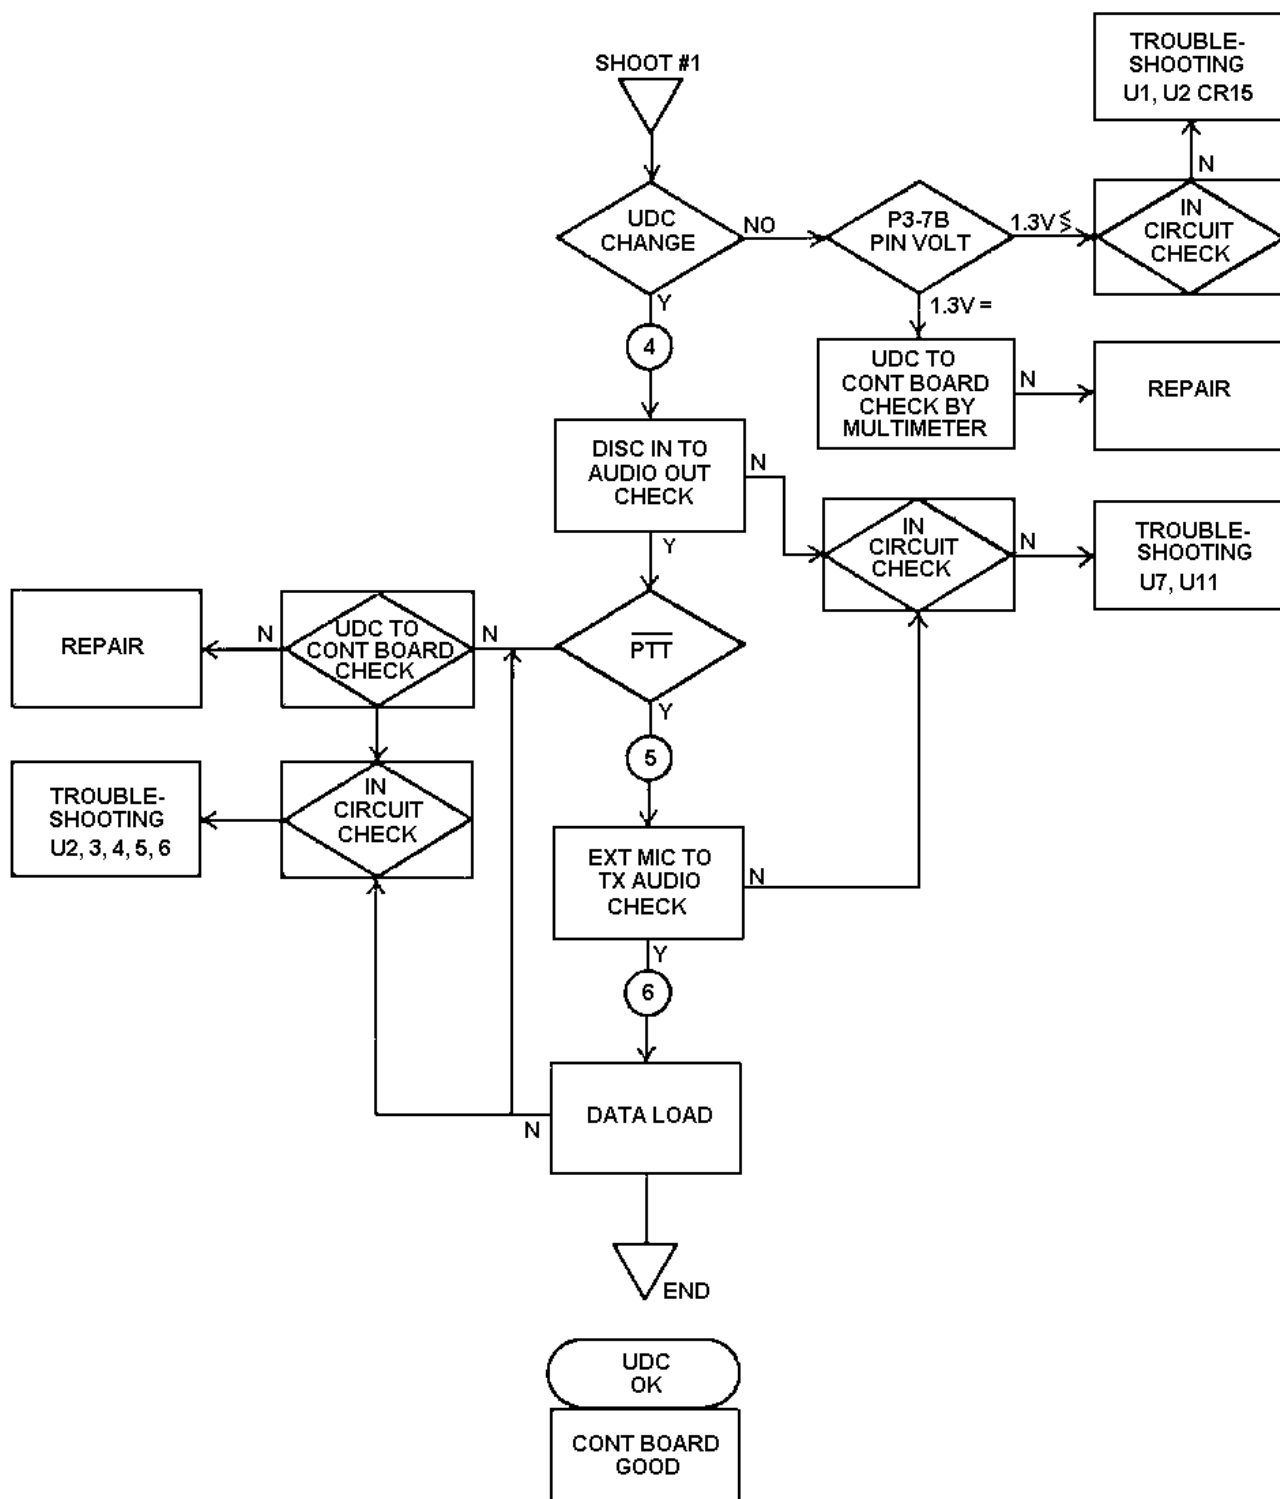 SHOOT #1
TROUBLE-
SHOOTING
U1, U2 CR15
N
UDC
CHANGE
NO
P3-7B
PIN VOLT
1.3V ≤
IN
CIRCUIT
CHECK
Y
1.3V =
4
UDC TO
CONT BOARD
CHECK BY
MULTIMETER
N
REPAIR
DISC IN TO
AUDIO OUT
CHECK
N
Y
IN
CIRCUIT
CHECK
N
TROUBLE-
SHOOTING
U7, U11
REPAIR
N
UDC TO
CONT BOARD
CHECK
N
PTT
Y
5
TROUBLE-
SHOOTING
U2, 3, 4, 5, 6
IN
CIRCUIT
CHECK
EXT MIC TO
TX AUDIO
CHECK
N
Y
6
DATA LOAD
N
END
UDC
OK
CONT BOARD
GOOD